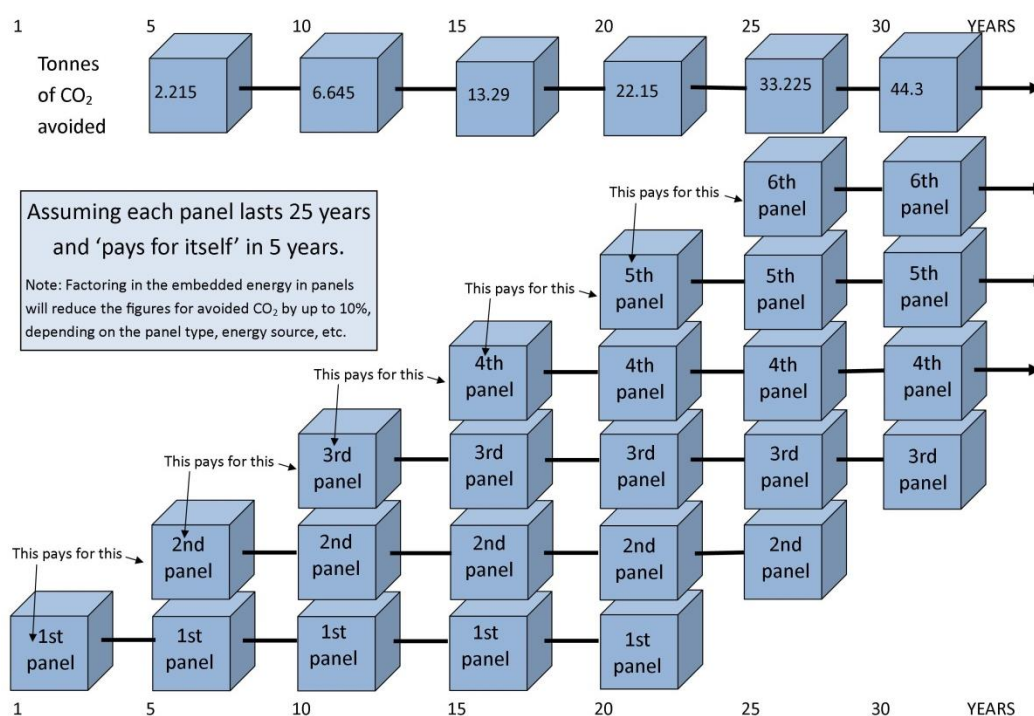 1 5 10 15 20 25 30 YEARS
Tonnes
of CO₂
avoided
2.215 6.645 13.29 22.15 33.225 44.3
Assuming each panel lasts 25 years
and ‘pays for itself’ in 5 years.
Note: Factoring in the embedded energy in panels
will reduce the figures for avoided CO₂ by up to 10%,
depending on the panel type, energy source, etc.
This pays for this
6th
panel
6th
panel
This pays for this
5th
panel
5th
panel
5th
panel
This pays for this
4th
panel
4th
panel
4th
panel
4th
panel
This pays for this
3rd
panel
3rd
panel
3rd
panel
3rd
panel
3rd
panel
This pays for this
2nd
panel
2nd
panel
2nd
panel
2nd
panel
2nd
panel
1st
panel
1st
panel
1st
panel
1st
panel
1st
panel
1 5 10 15 20 25 30 YEARS